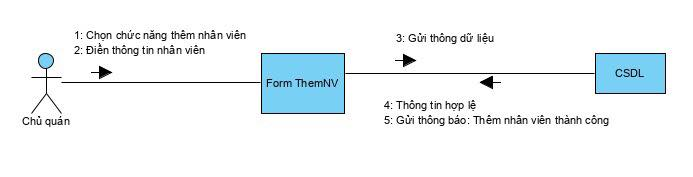 1: Chọn chức năng thêm nhân viên
2: Điền thông tin nhân viên
3: Gửi thông dữ liệu
Form ThemNV
CSDL
4: Thông tin hợp lệ
5: Gửi thông báo: Thêm nhân viên thành công
Chủ quán